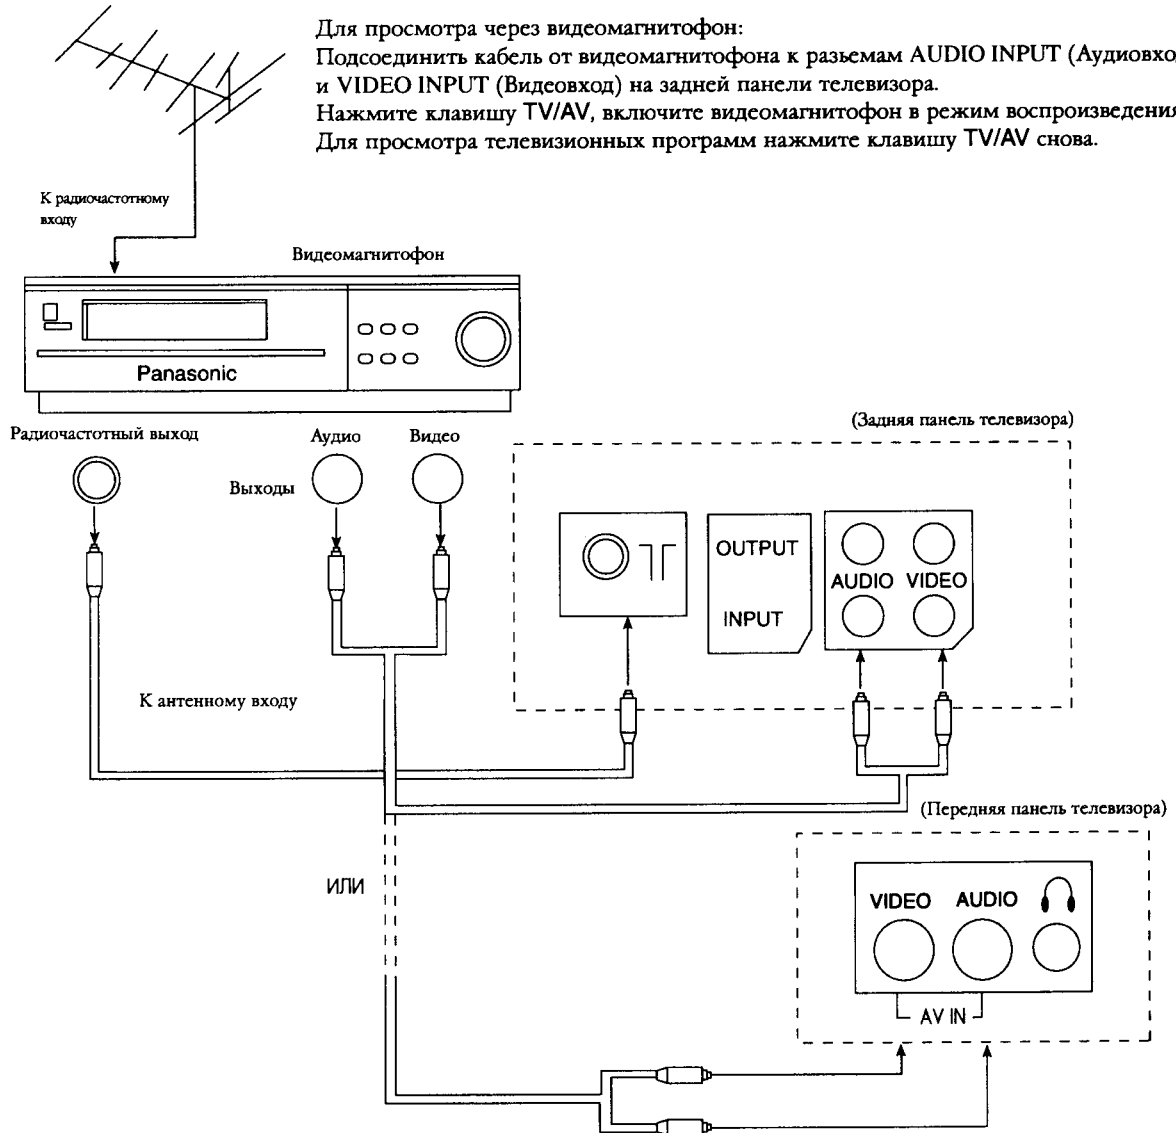 Для просмотра через видеомагнитофон:
Подсоединить кабель от видеомагнитофона к разьемам AUDIO INPUT (Аудиовход
и VIDEO INPUT (Видеовход) на задней панели телевизора.
Нажмите клавишу TV/AV, включите видеомагнитофон в режим воспроизведения
Для просмотра телевизионных программ нажмите клавишу TV/AV снова.
К радиочастотному
входу
Видеомагнитофон
Panasonic
Радиочастотный выход
Аудио
Видео
Выходы
(Задняя панель телевизора)
OUTPUT
INPUT
AUDIO VIDEO
К антенному входу
(Передняя панель телевизора)
ИЛИ
VIDEO AUDIO
AV IN